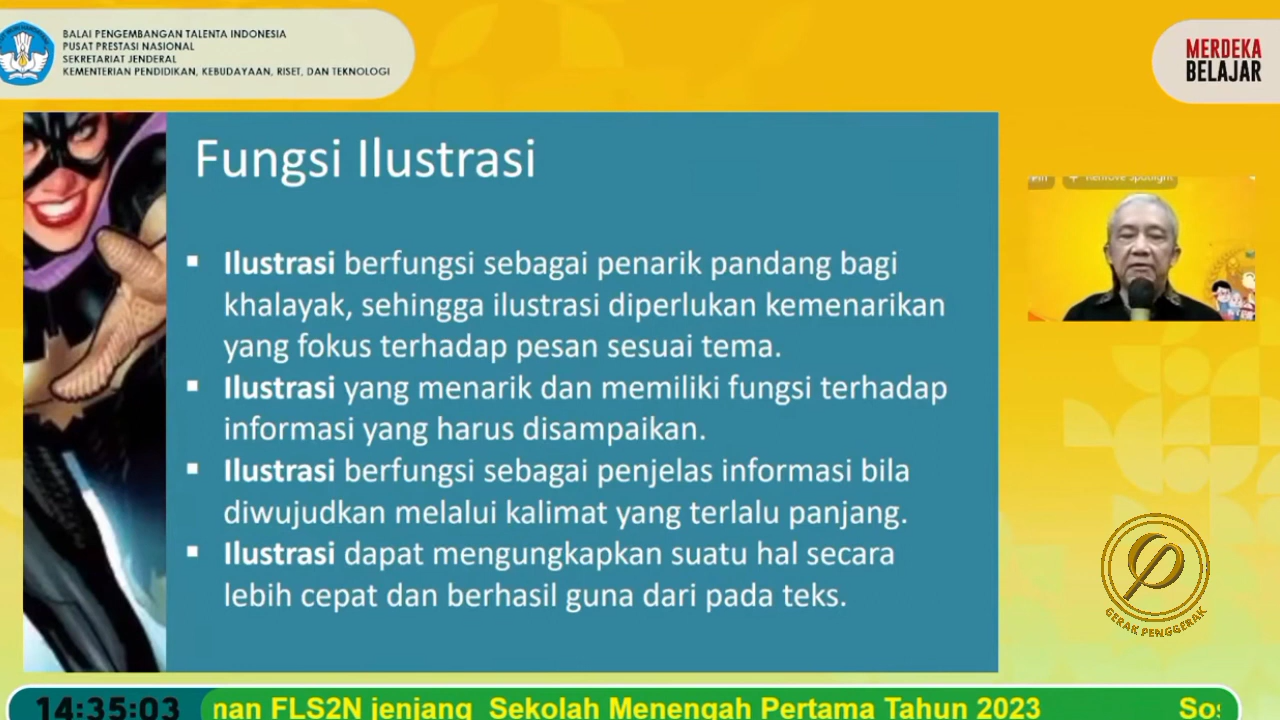 BALAI PENGEMBANGAN TALENTA INDONESIA
PUSAT PRESTASI NASIONAL
SEKRETARIAT JENDERAL
KEMENTERIAN PENDIDIKAN, KEBUDAYAAN, RISET, DAN TEKNOLOGI
MERDEKA
BELAJAR
Fungsi Ilustrasi
▪ Ilustrasi berfungsi sebagai penarik pandang bagi
khalayak, sehingga ilustrasi diperlukan kemenarikan
yang fokus terhadap pesan sesuai tema.
▪ Ilustrasi yang menarik dan memiliki fungsi terhadap
informasi yang harus disampaikan.
▪ Ilustrasi berfungsi sebagai penjelas informasi bila
diwujudkan melalui kalimat yang terlalu panjang.
▪ Ilustrasi dapat mengungkapkan suatu hal secara
lebih cepat dan berhasil guna dari pada teks.
GERAK PENGGERAK
14:35:03
FLS2N jenjang Sekolah Menengah Pertama Tahun 2023